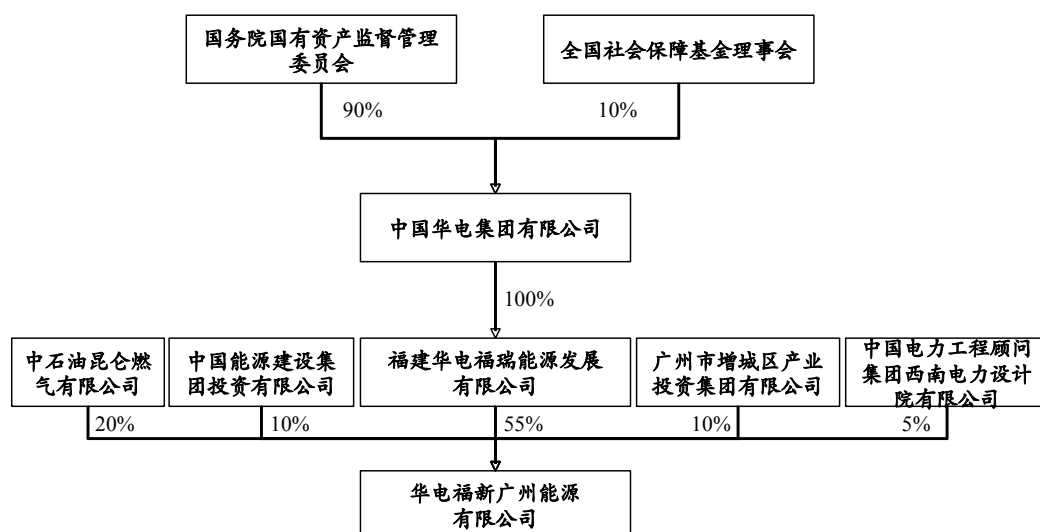 国务院国有资产监督管理
委员会
全国社会保障基金理事会
90%
10%
中国华电集团有限公司
100%
中石油昆仑燃
气有限公司
中国能源建设集
团投资有限公司
福建华电福瑞能源发展
有限公司
广州市增城区产业
投资集团有限公司
中国电力工程顾问
集团西南电力设计
院有限公司
20%
10%
55%
10%
5%
华电福新广州能源
有限公司